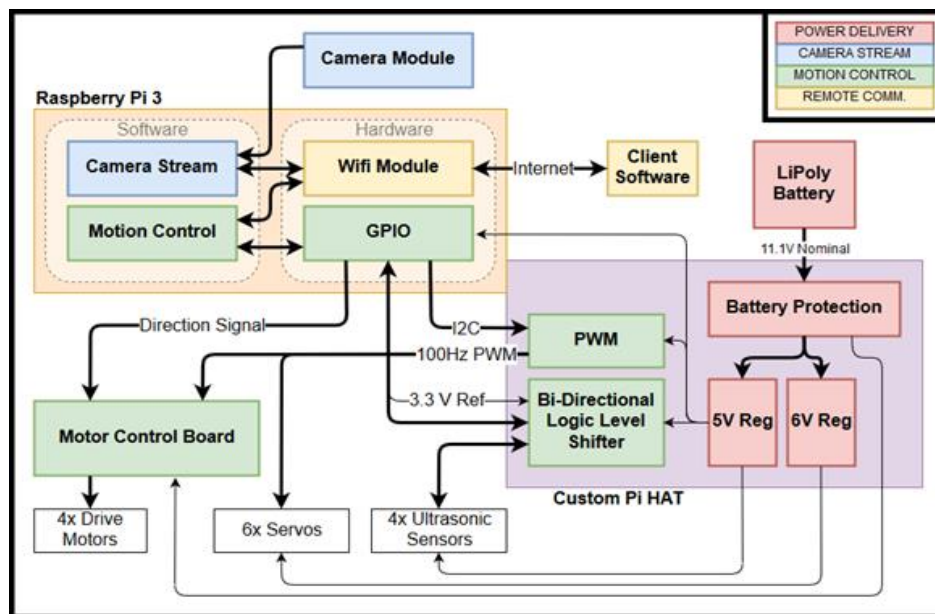 POWER DELIVERY
CAMERA STREAM
MOTION CONTROL
REMOTE COMM.
Camera Module
Raspberry Pi 3
Software
Hardware
Camera Stream
Wifi Module
Internet
Client
Software
LiPoly
Battery
Motion Control
GPIO
11.1V Nominal
Battery Protection
Direction Signal
I2C
PWM
100Hz PWM
3.3 V Ref
Bi-Directional
Logic Level
Shifter
5V Reg
6V Reg
Motor Control Board
Custom Pi HAT
4x Drive
Motors
6x Servos
4x Ultrasonic
Sensors